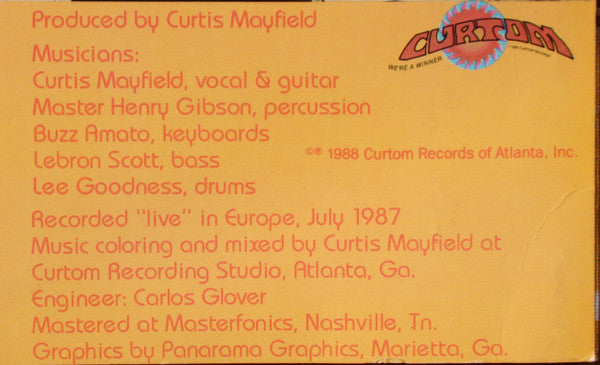 Produced by Curtis Mayfield
CURTOM
WE'RE A WINNER
Musicians:
Curtis Mayfield, vocal & guitar
Master Henry Gibson, percussion
Buzz Amato, keyboards
Lebron Scott, bass
©℗ 1988 Curtom Records of Atlanta, Inc.
Lee Goodness, drums
Recorded "live" in Europe, July 1987
Music coloring and mixed by Curtis Mayfield at
Curtom Recording Studio, Atlanta, Ga.
Engineer: Carlos Glover
Mastered at Masterfonics, Nashville, Tn.
Graphics by Panarama Graphics, Marietta, Ga.